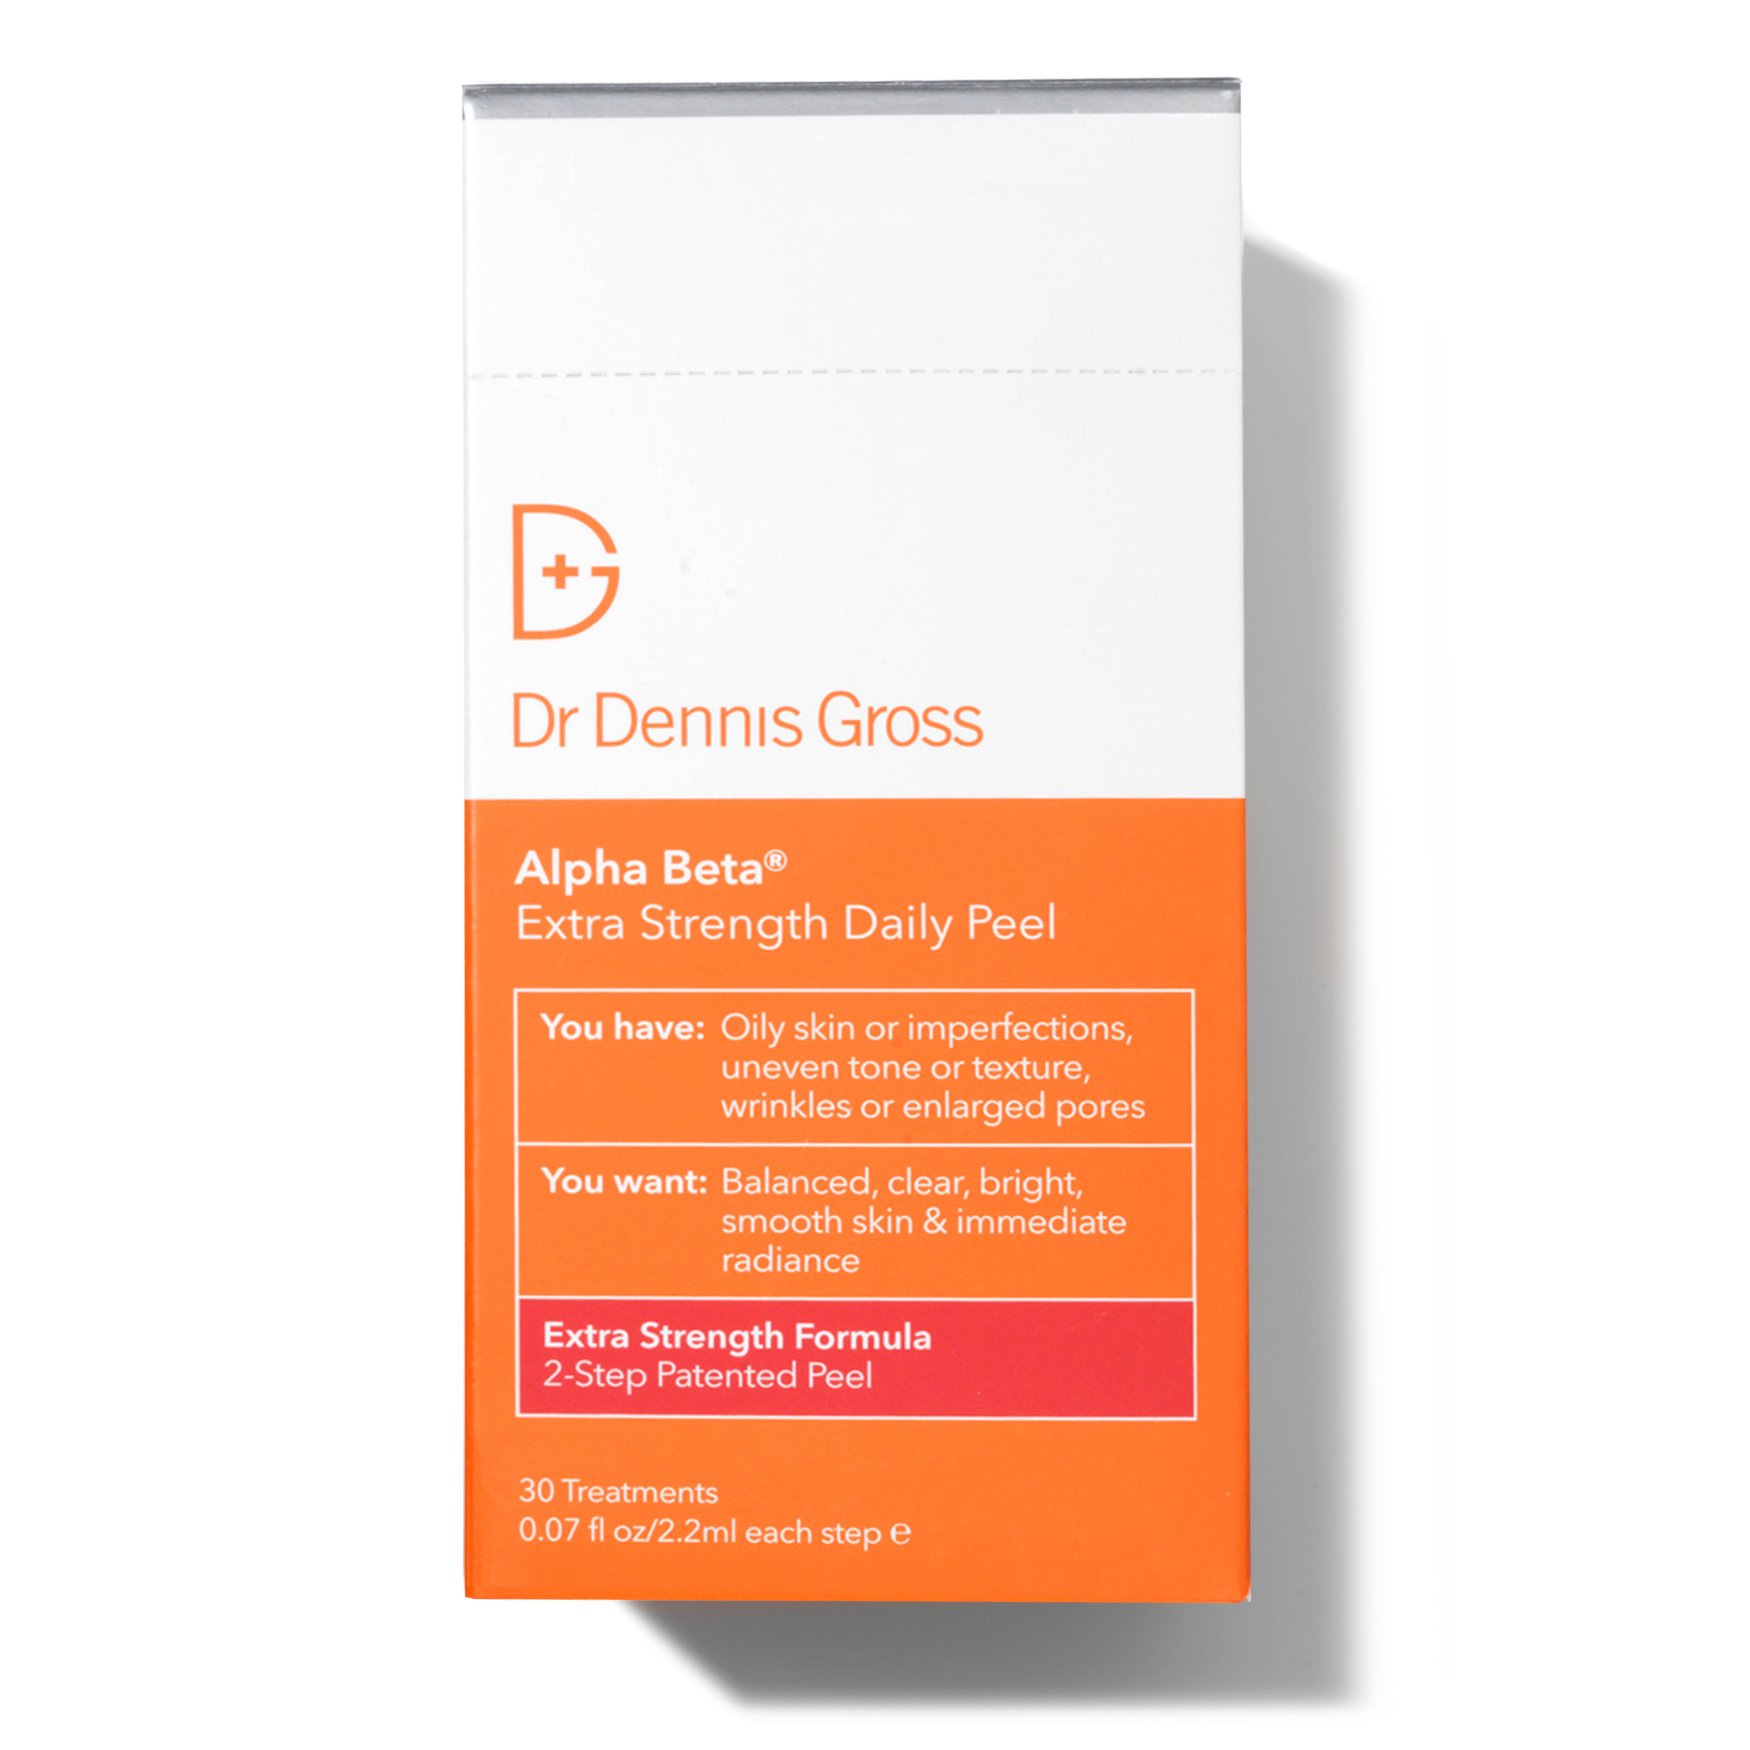 D+G
Dr Dennis Gross
Alpha Beta®
Extra Strength Daily Peel
You have: Oily skin or imperfections,
uneven tone or texture,
wrinkles or enlarged pores
You want: Balanced, clear, bright,
smooth skin & immediate
radiance
Extra Strength Formula
2-Step Patented Peel
30 Treatments
0.07 fl oz/2.2ml each step ℮